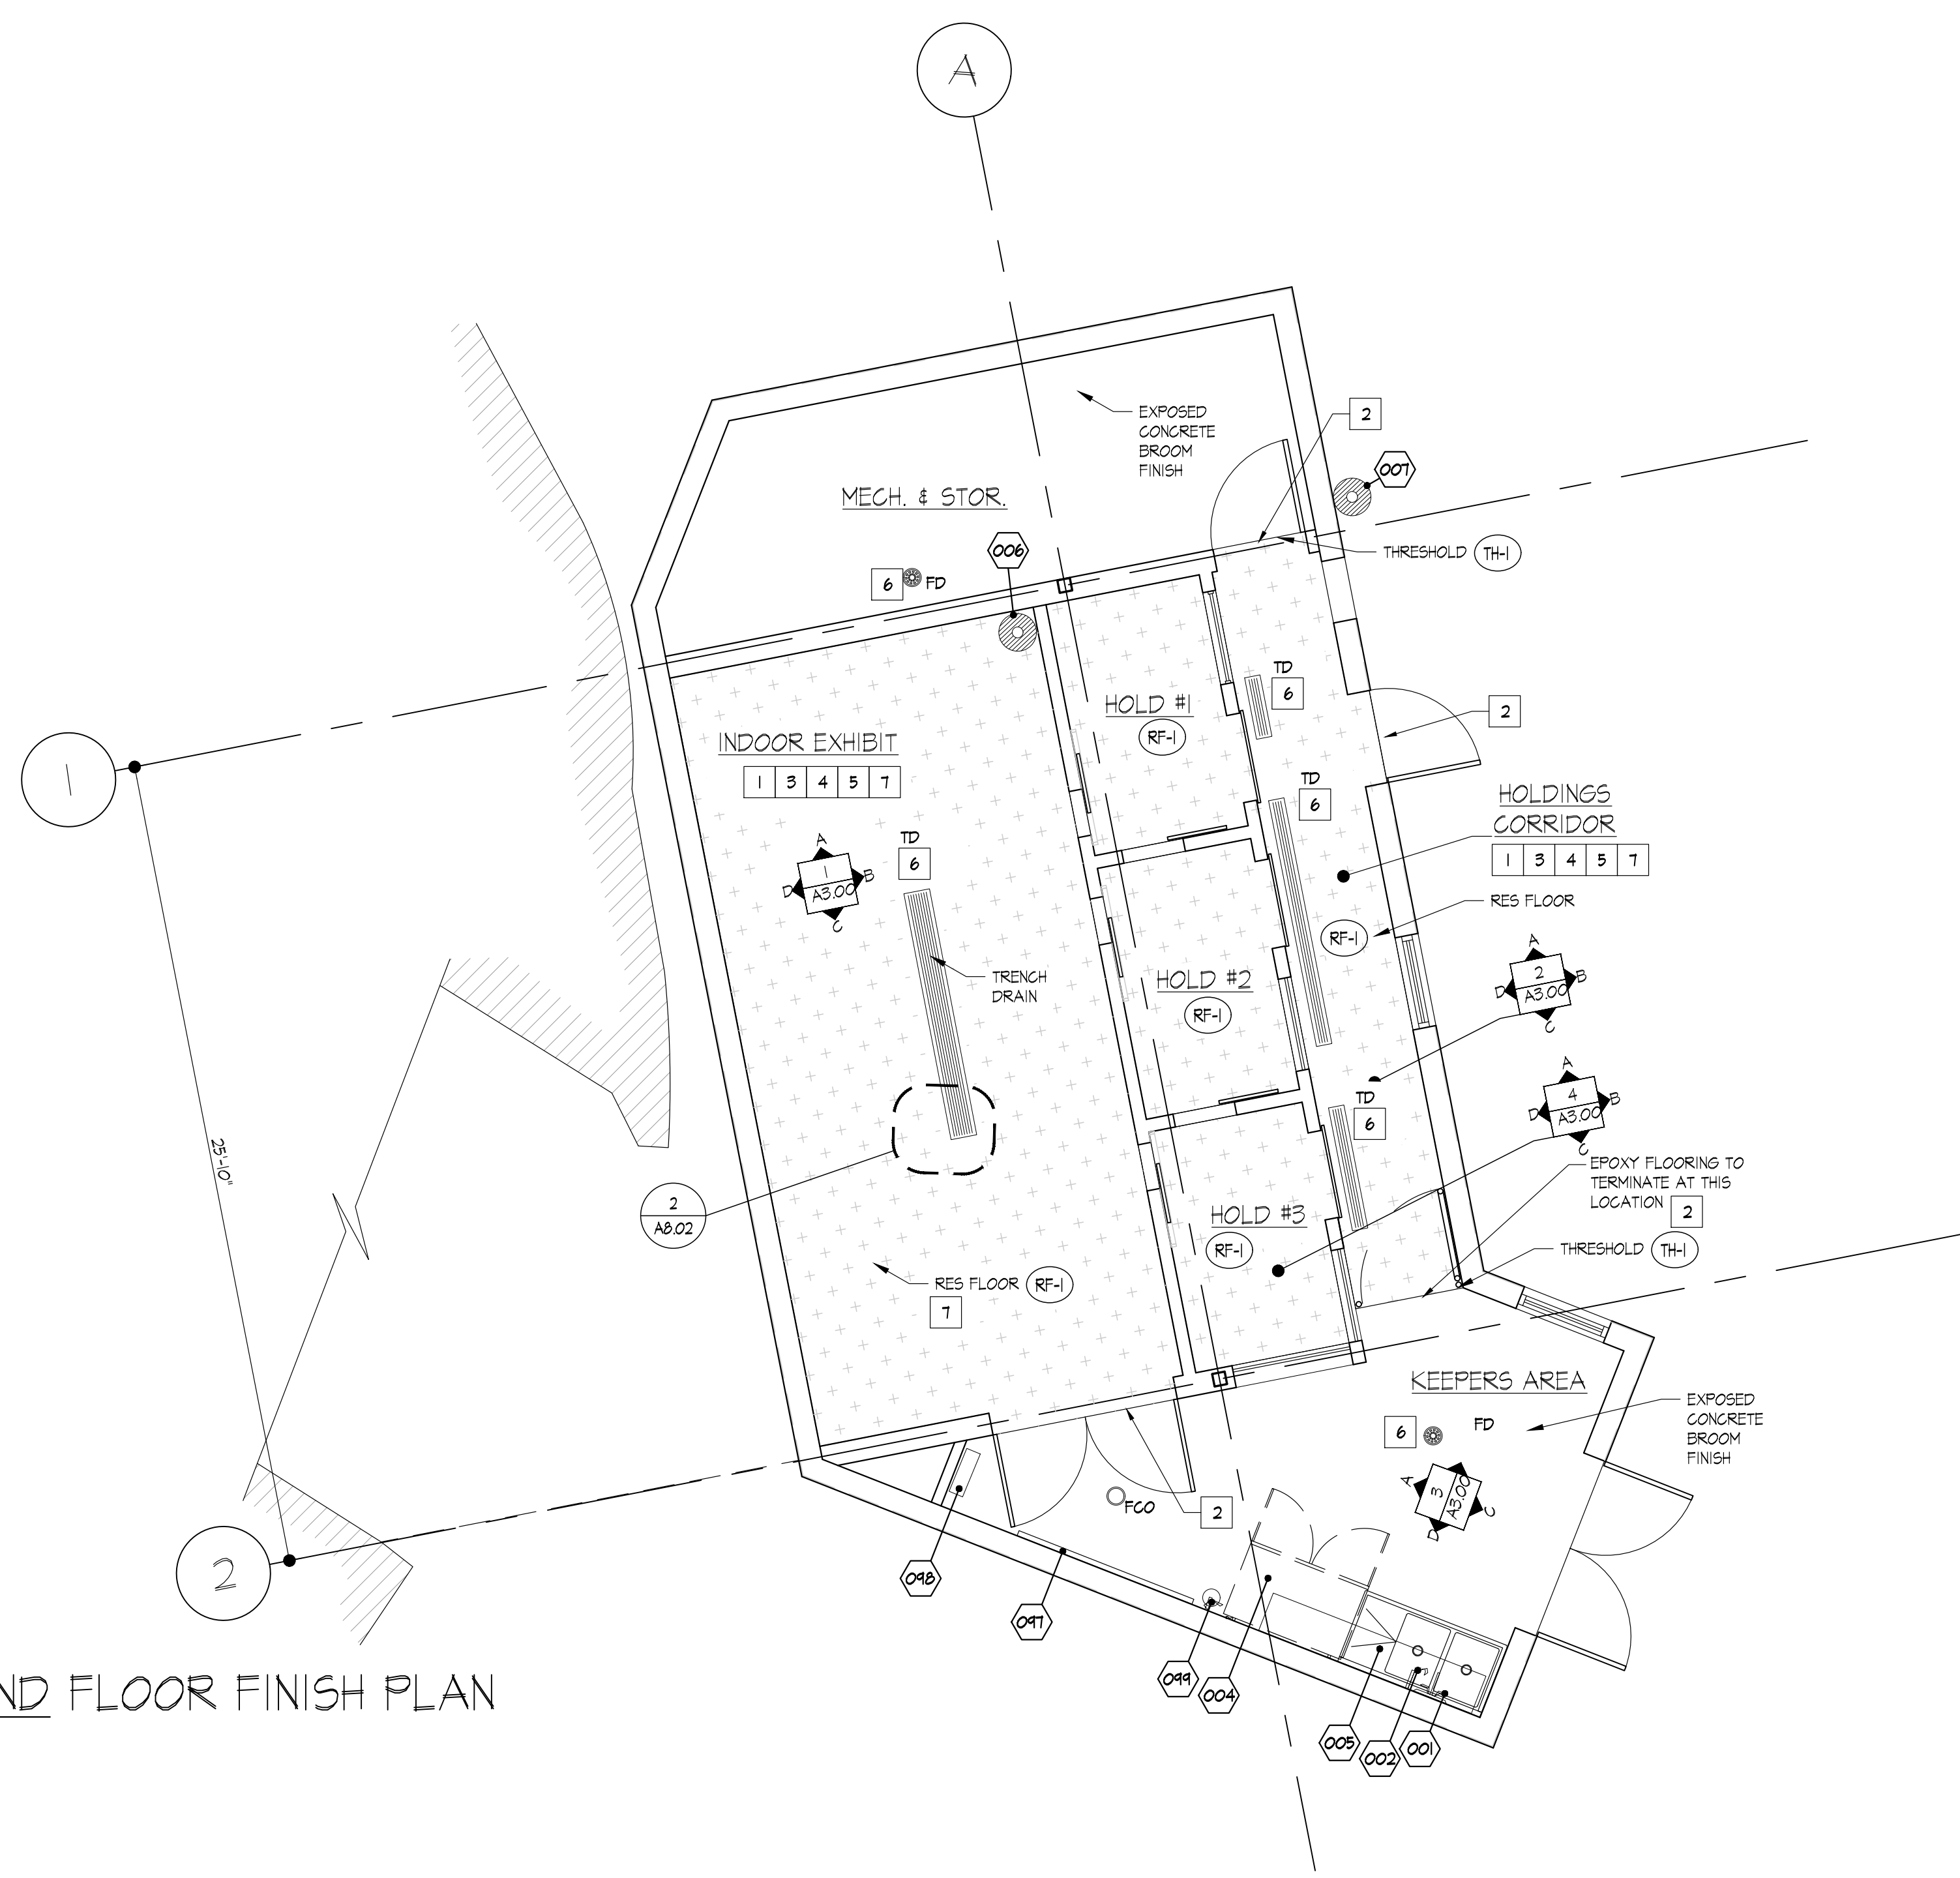 A
EXPOSED
CONCRETE
BROOM
FINISH
2
007
MECH. & STOR.
006
THRESHOLD TH-1
6 FD
TD
6
HOLD #1
RF-1
2
INDOOR EXHIBIT
1 3 4 5 7
1
TD
6
HOLDINGS
CORRIDOR
1 3 4 5 7
TD
6
A
B
C
D
1
A3.00
RES FLOOR
RF-1
TRENCH
DRAIN
HOLD #2
RF-1
A
B
C
D
2
A3.00
A
B
C
D
4
A3.00
TD
6
25'-10"
EPOXY FLOORING TO
TERMINATE AT THIS
LOCATION 2
2
A8.02
HOLD #3
RF-1
THRESHOLD TH-1
RES FLOOR RF-1
7
KEEPERS AREA
EXPOSED
CONCRETE
BROOM
FINISH
6 FD
A
C
D
3
A3.00
FCO
2
2
098
097
099
004
005
002
001
ND FLOOR FINISH PLAN